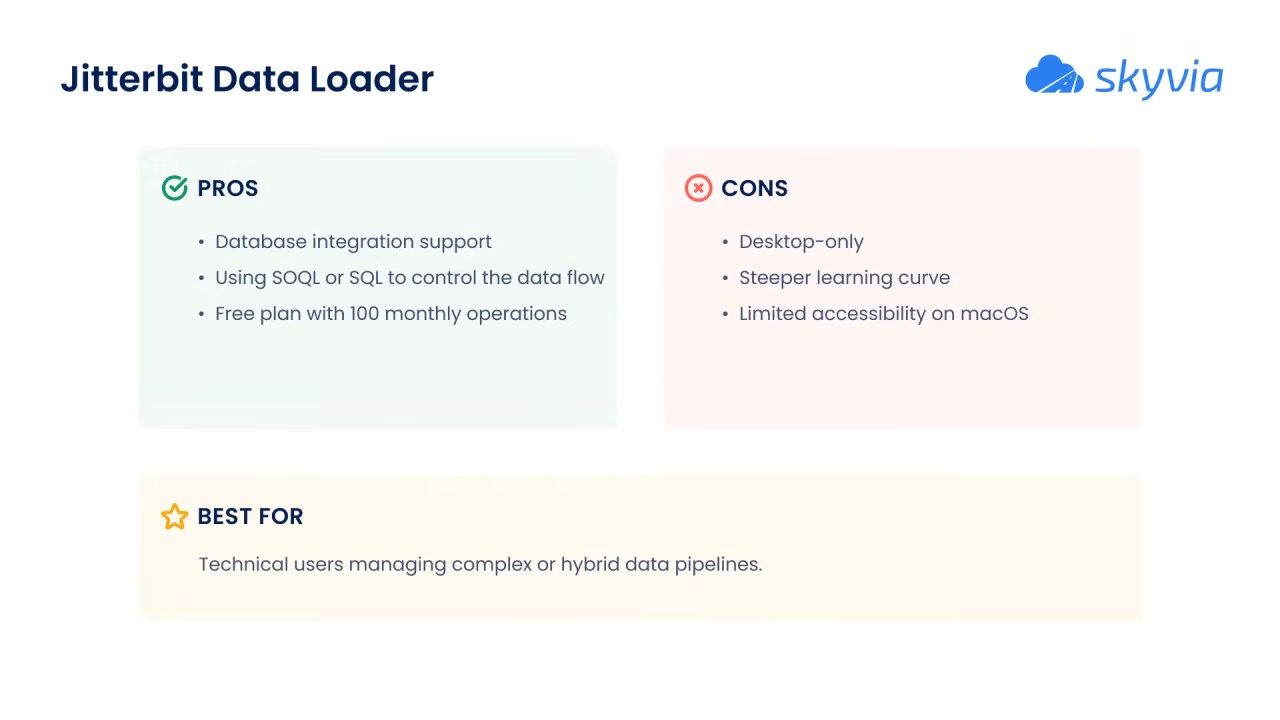 Jitterbit Data Loader
skyvia
PROS
• Database integration support
• Using SOQL or SQL to control the data flow
• Free plan with 100 monthly operations
CONS
• Desktop-only
• Steeper learning curve
• Limited accessibility on macOS
BEST FOR
Technical users managing complex or hybrid data pipelines.